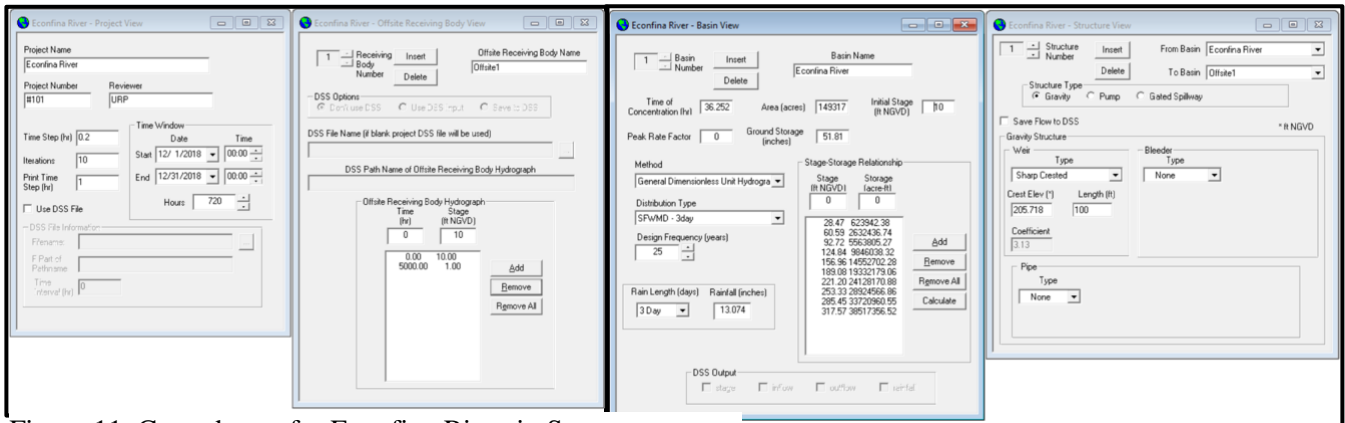 Econfina River - Project View
Project Name
Econfina River
Project Number Reviewer
#101 URP
Time Step (hr) 0.2
Iterations 10
Print Time Step (hr) 1
Time Window
Date Time
Start 12/ 1/2018 00:00
End 12/31/2018 00:00
Hours 720
Use DSS File
DSS File Information
Filename:
F Part of Pathname
Time Interval (hr) 0
Econfina River - Offsite Receiving Body View
1 Receiving Body Number
Insert
Delete
Offsite Receiving Body Name
Offsite1
DSS Options
Don't use DSS Use DSS Input Save to DSS
DSS File Name (if blank project DSS file will be used)
DSS Path Name of Offsite Receiving Body Hydrograph
Offsite Receiving Body Hydrograph
Time (hr) Stage (ft NGVD)
0 10
0.00 10.00
5000.00 1.00
Add
Remove
Remove All
Econfina River - Basin View
1 Basin Number
Insert
Delete
Basin Name
Econfina River
Time of Concentration (hr) 36.252
Area (acres) 149317
Initial Stage (ft NGVD) 10
Peak Rate Factor 0
Ground Storage (inches) 51.81
Method
General Dimensionless Unit Hydrogra
Distribution Type
SFWMD - 3day
Design Frequency (years)
25
Rain Length (days) Rainfall (inches)
3 Day 13.074
Stage-Storage Relationship
Stage (ft NGVD) Storage (acre-ft)
0 0
28.47 623942.38
60.59 2632436.74
92.72 5563805.27
124.84 9846038.32
156.96 14552702.28
189.08 19332179.06
221.20 24128170.88
253.33 28924566.86
285.45 33720960.55
317.57 38517356.52
Add
Remove
Remove All
Calculate
DSS Output
stage inflow outflow rainfall
Econfina River - Structure View
1 Structure Number
Insert
Delete
From Basin Econfina River
To Basin Offsite1
Structure Type
Gravity Pump Gated Spillway
Save Flow to DSS
* ft NGVD
Gravity Structure
Weir
Type
Sharp Crested
Crest Elev (*) Length (ft)
205.718 100
Coefficient
3.13
Bleeder
Type
None
Pipe
Type
None